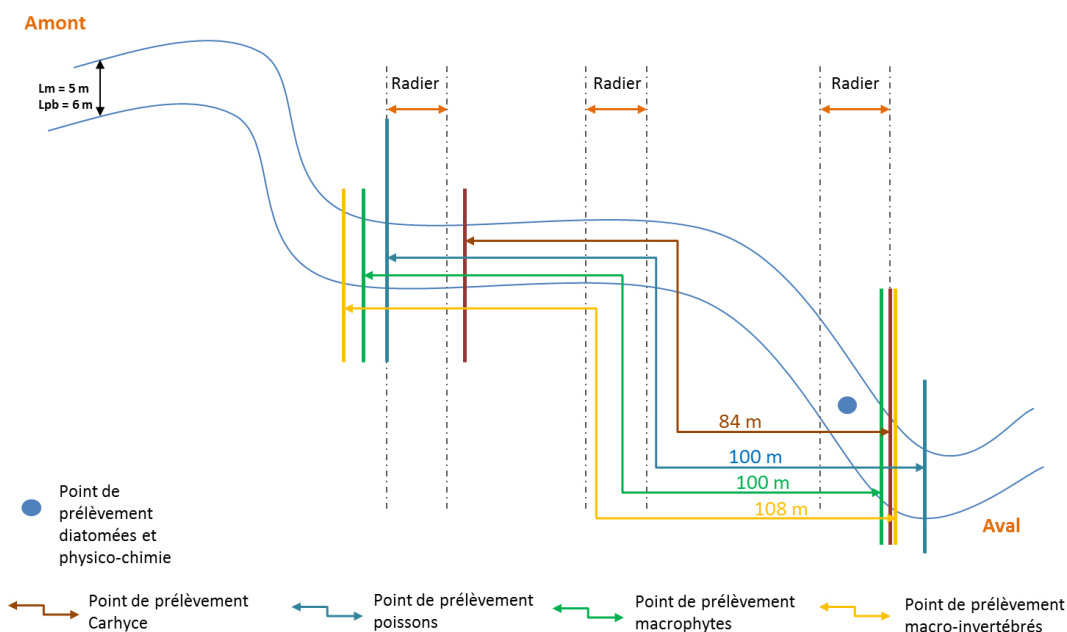 Amont
Lm = 5 m
Lpb = 6 m
Radier
Radier
Radier
84 m
100 m
100 m
108 m
Aval
Point de
prélèvement
diatomées et
physico-chimie
Point de prélèvement
Carhyce
Point de prélèvement
poissons
Point de prélèvement
macrophytes
Point de prélèvement
macro-invertébrés